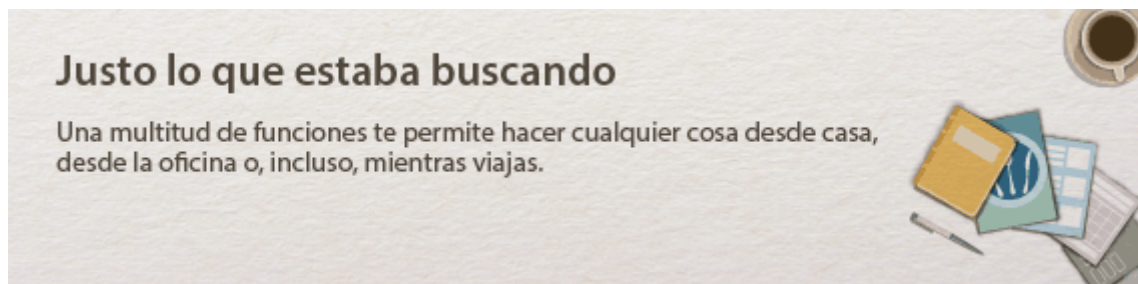 Justo lo que estaba buscando
Una multitud de funciones te permite hacer cualquier cosa desde casa,
desde la oficina o, incluso, mientras viajas.